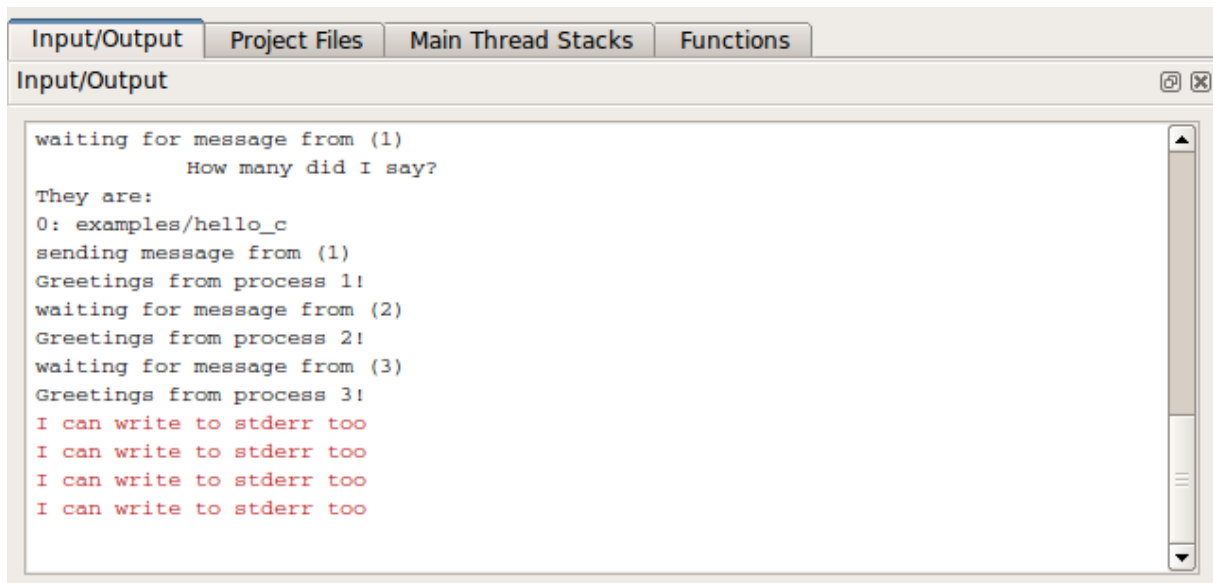 Input/Output Project Files Main Thread Stacks Functions
Input/Output
waiting for message from (1)
How many did I say?
They are:
0: examples/hello_c
sending message from (1)
Greetings from process 1!
waiting for message from (2)
Greetings from process 2!
waiting for message from (3)
Greetings from process 3!
I can write to stderr too
I can write to stderr too
I can write to stderr too
I can write to stderr too